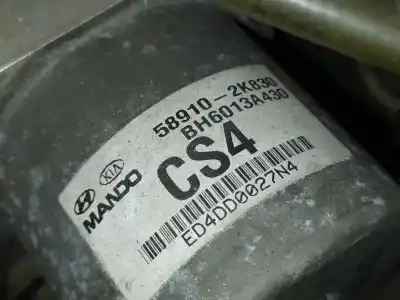 58910-2K830
BH6013A430
CS4
KIA
MANDO
ED4DD0027N4